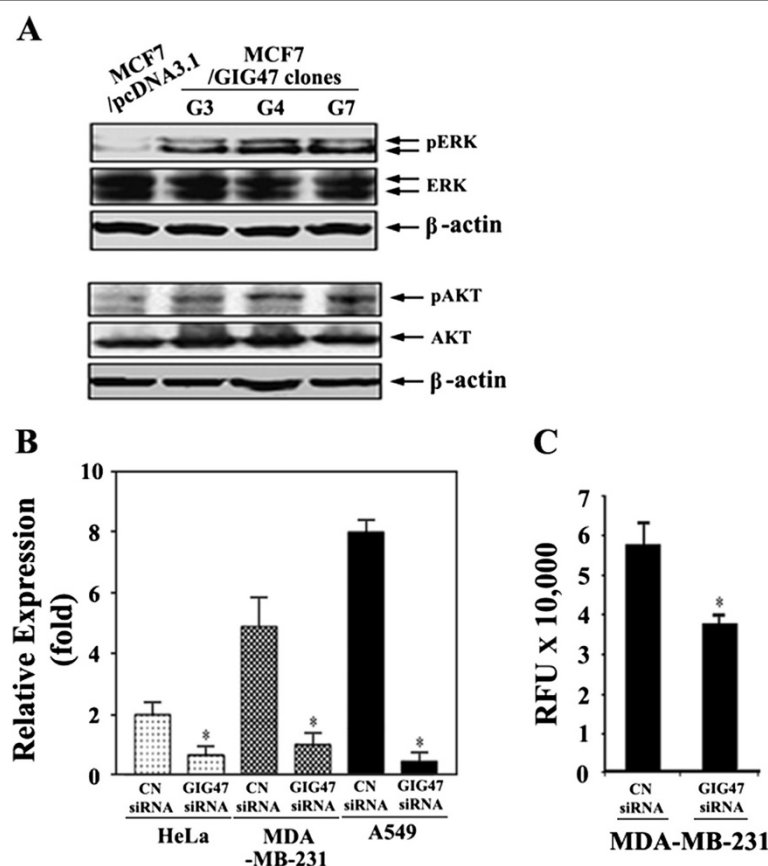 A
MCF7
/pcDNA3.1
MCF7
/GIG47 clones
G3 G4 G7
pERK
ERK
β-actin
pAKT
AKT
β-actin
B
Relative Expression
(fold)
10
8
6
4
2
0
* * *
CN
siRNA
GIG47
siRNA
CN
siRNA
GIG47
siRNA
CN
siRNA
GIG47
siRNA
HeLa
MDA
-MB-231
A549
C
RFU x 10,000
7
6
5
4
3
2
1
0
*
CN
siRNA
GIG47
siRNA
MDA-MB-231